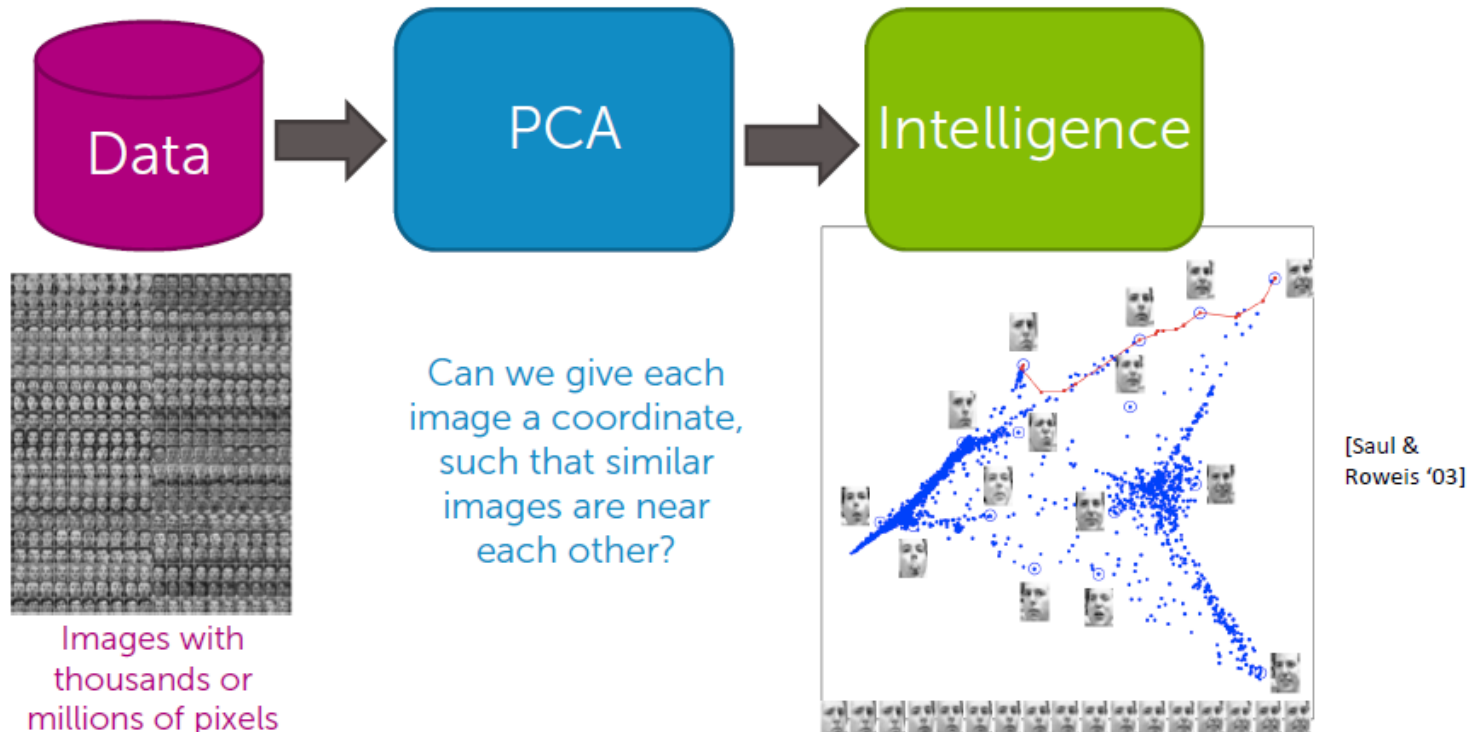 Data
PCA
Intelligence
Can we give each
image a coordinate,
such that similar
images are near
each other?
Images with
thousands or
millions of pixels
[Saul &
Roweis ‘03]